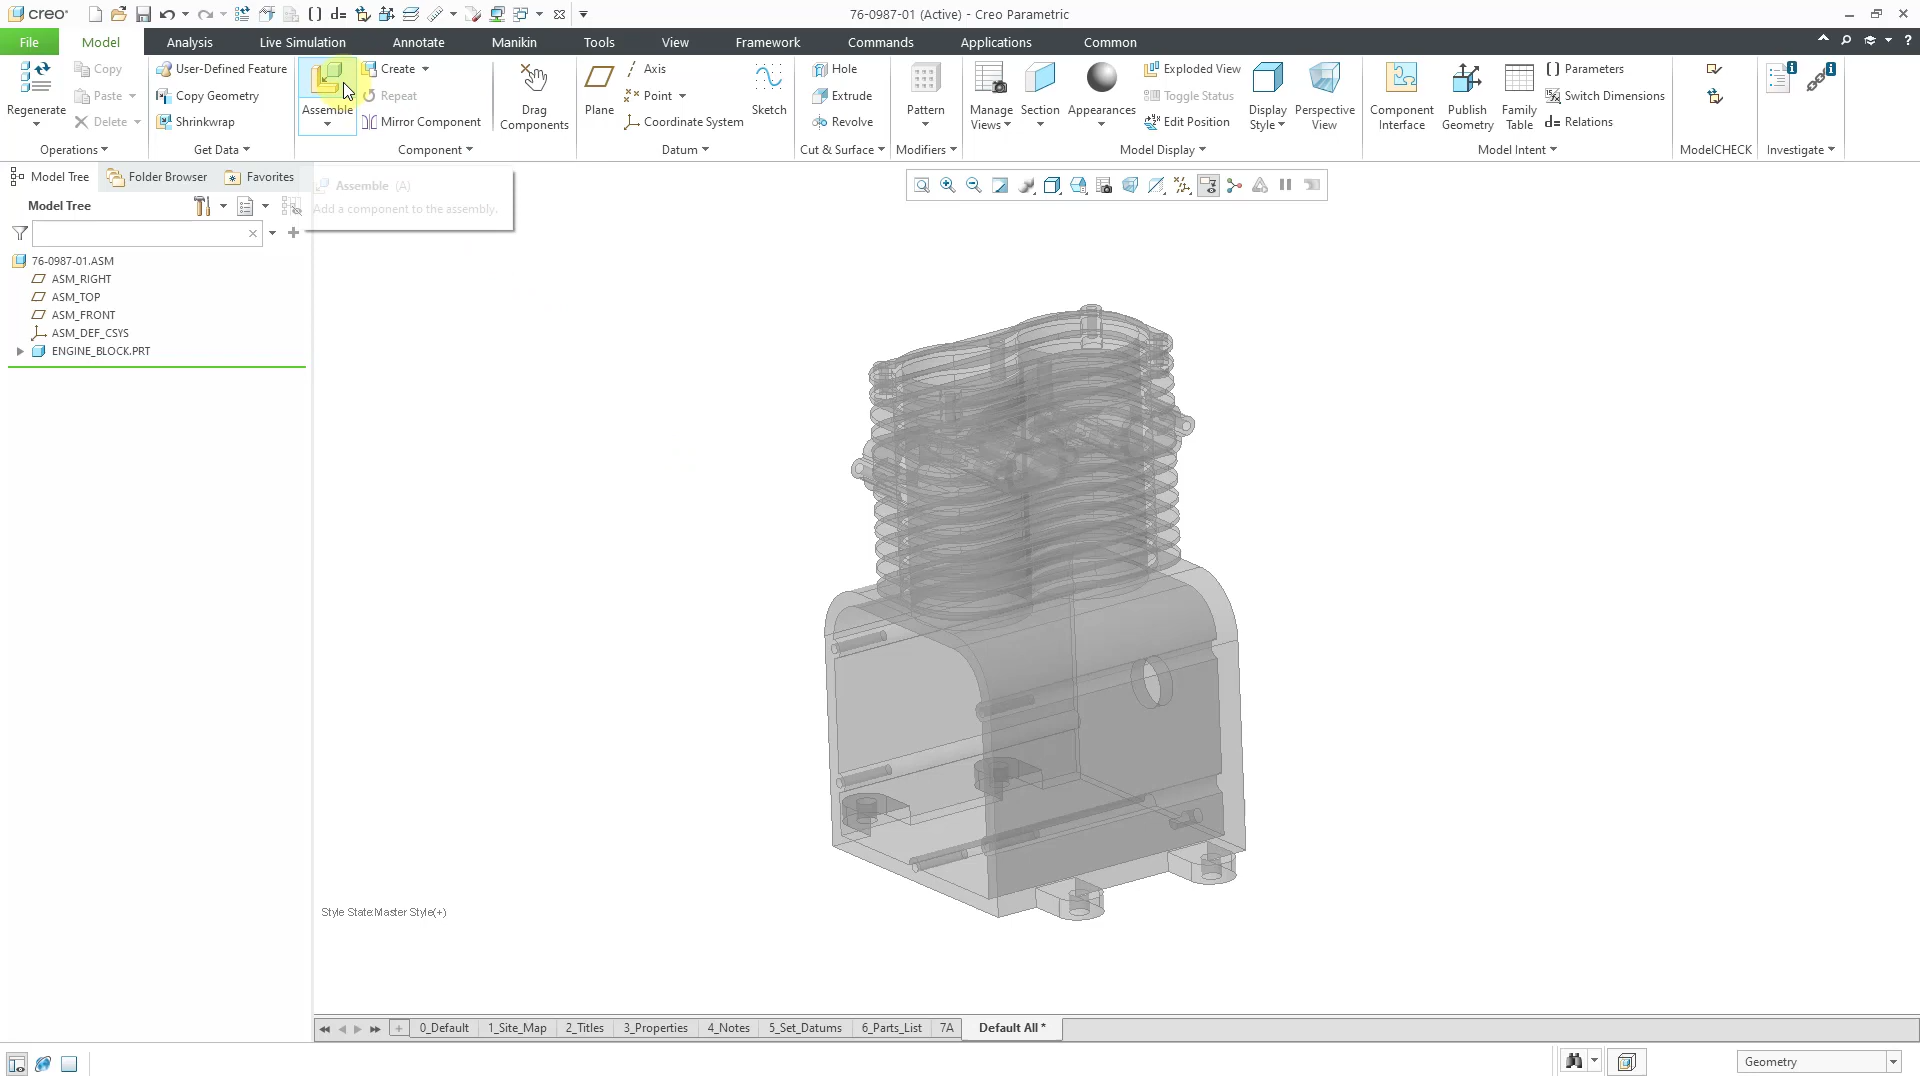 creo
76-0987-01 (Active) - Creo Parametric
File
Model
Analysis
Live Simulation
Annotate
Manikin
Tools
View
Framework
Commands
Applications
Common
Regenerate
Copy
Paste
Delete
Operations
User-Defined Feature
Copy Geometry
Shrinkwrap
Get Data
Assemble
Create
Repeat
Mirror Component
Component
Drag
Components
Plane
Axis
Point
Coordinate System
Sketch
Datum
Hole
Extrude
Revolve
Cut & Surface
Pattern
Modifiers
Manage
Views
Section
Appearances
Exploded View
Toggle Status
Edit Position
Display
Style
Perspective
View
Model Display
Component
Interface
Publish
Geometry
Family
Table
Parameters
Switch Dimensions
d= Relations
Model Intent
ModelCHECK
Investigate
Model Tree
Folder Browser
Favorites
Model Tree
Assemble (A)
Add a component to the assembly.
76-0987-01.ASM
ASM_RIGHT
ASM_TOP
ASM_FRONT
ASM_DEF_CSYS
ENGINE_BLOCK.PRT
Style State:Master Style(+)
0_Default
1_Site_Map
2_Titles
3_Properties
4_Notes
5_Set_Datums
6_Parts_List
7A
Default All *
Geometry